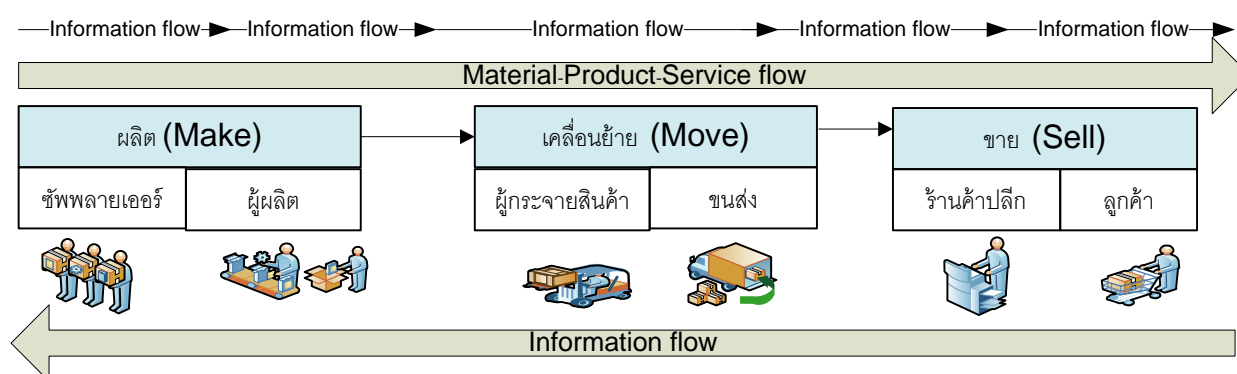 Information flow Information flow Information flow Information flow Information flow
Material-Product-Service flow
ผลิต (Make) เคลื่อนย้าย (Move) ขาย (Sell)
ซัพพลายเออร์ ผู้ผลิต ผู้กระจายสินค้า ขนส่ง ร้านค้าปลีก ลูกค้า
Information flow